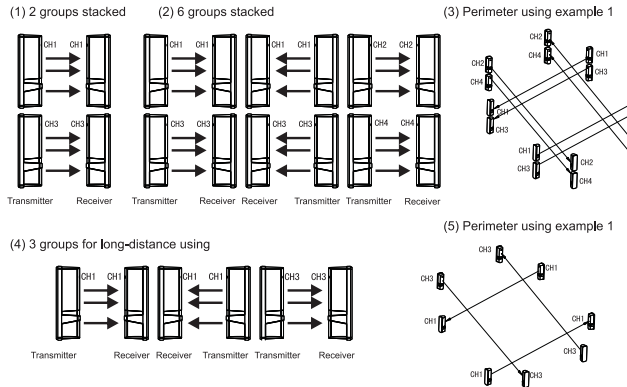 (1) 2 groups stacked
(2) 6 groups stacked
(3) Perimeter using example 1
CH1 CH1
CH1 CH1 CH1 CH1 CH2 CH2
CH3 CH3
CH3 CH3 CH3 CH3 CH4 CH4
Transmitter Receiver
Transmitter Receiver Receiver Transmitter Transmitter Receiver
CH2
CH4
CH1
CH3
CH2
CH4
CH1
CH3
CH1
CH3
CH2
CH4
(4) 3 groups for long-distance using
CH1 CH1 CH1 CH1 CH3 CH3
Transmitter Receiver Receiver Transmitter Transmitter Receiver
(5) Perimeter using example 1
CH3
CH3
CH1
CH1
CH1
CH3
CH1
CH3